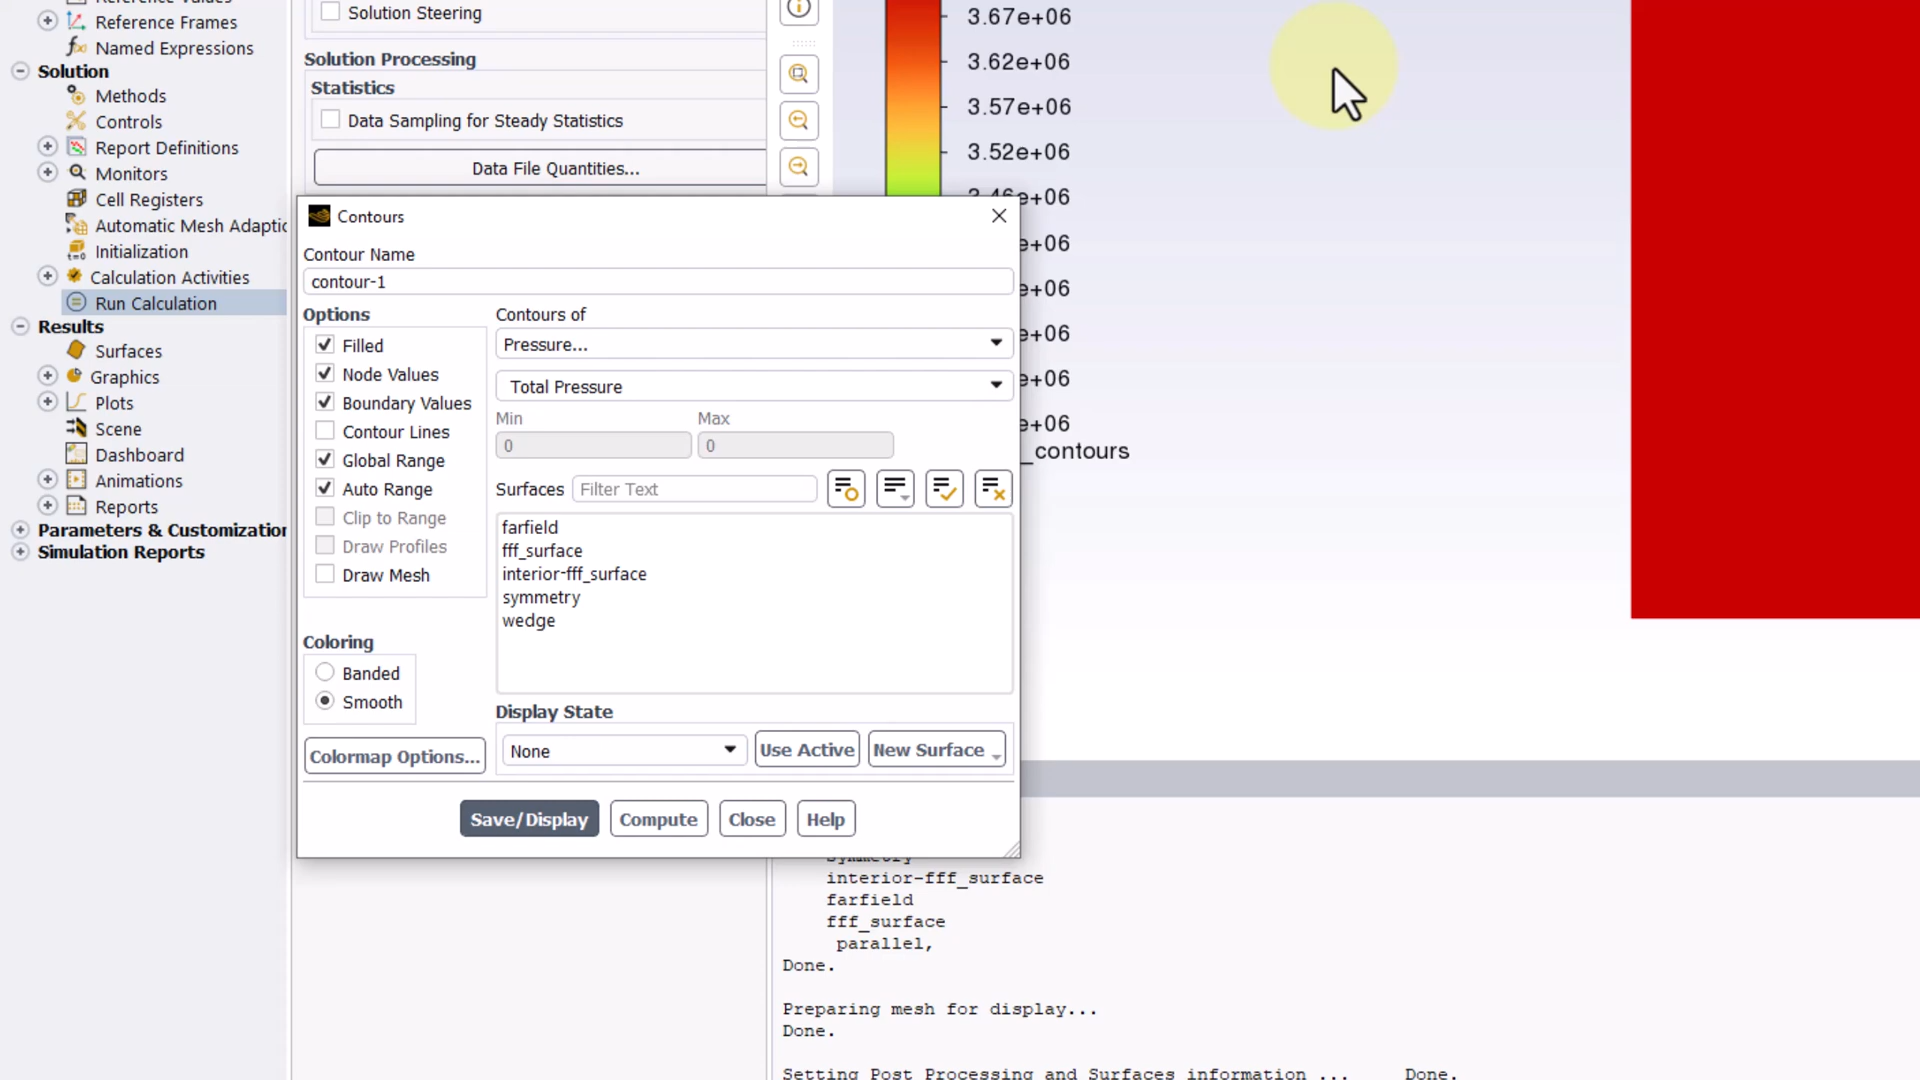 Reference Frames
Named Expressions
Solution
Methods
Controls
Report Definitions
Monitors
Cell Registers
Automatic Mesh Adaptic
Initialization
Calculation Activities
Run Calculation
Results
Surfaces
Graphics
Plots
Scene
Dashboard
Animations
Reports
Parameters & Customization
Simulation Reports
Solution Steering
Solution Processing
Statistics
Data Sampling for Steady Statistics
Data File Quantities...
3.67e+06
3.62e+06
3.57e+06
3.52e+06
e+06
e+06
e+06
e+06
e+06
_contours
Contours
Contour Name
contour-1
Options
Filled
Node Values
Boundary Values
Contour Lines
Global Range
Auto Range
Clip to Range
Draw Profiles
Draw Mesh
Coloring
Banded
Smooth
Colormap Options...
Contours of
Pressure...
Total Pressure
Min Max
0 0
Surfaces Filter Text
farfield
fff_surface
interior-fff_surface
symmetry
wedge
Display State
None Use Active New Surface
Save/Display Compute Close Help
interior-fff_surface
farfield
fff_surface
parallel,
Done.
Preparing mesh for display...
Done.
Setting Post Processing and Surfaces information ... Done.